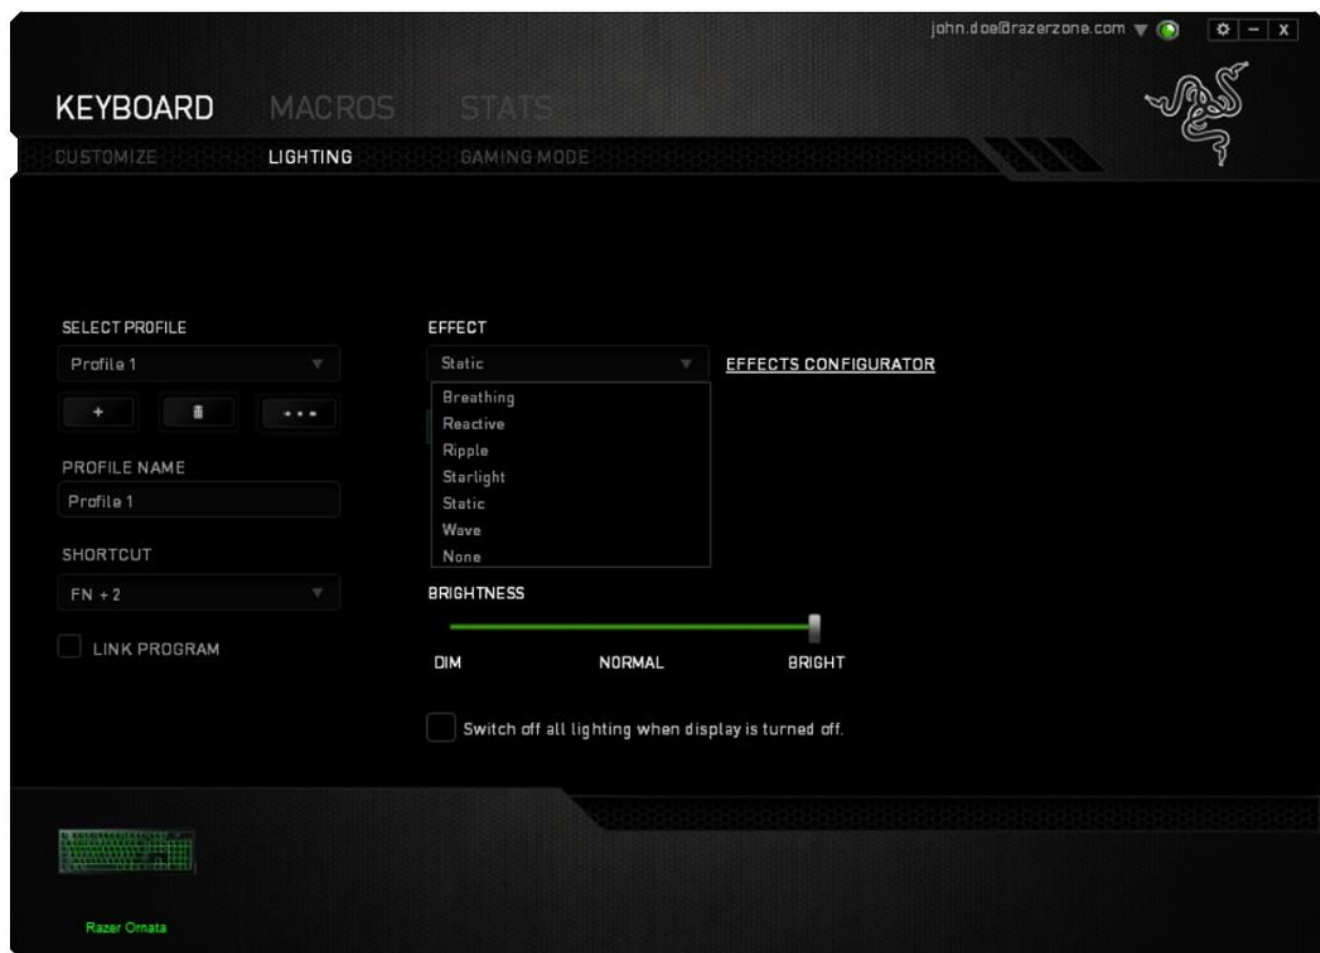 john.doe@razerzone.com
KEYBOARD MACROS STATS
CUSTOMIZE LIGHTING GAMING MODE
SELECT PROFILE
Profile 1
PROFILE NAME
Profile 1
SHORTCUT
FN + 2
LINK PROGRAM
EFFECT
Static
EFFECTS CONFIGURATOR
Breathing
Reactive
Ripple
Starlight
Static
Wave
None
BRIGHTNESS
DIM NORMAL BRIGHT
Switch off all lighting when display is turned off.
Razer Ornata